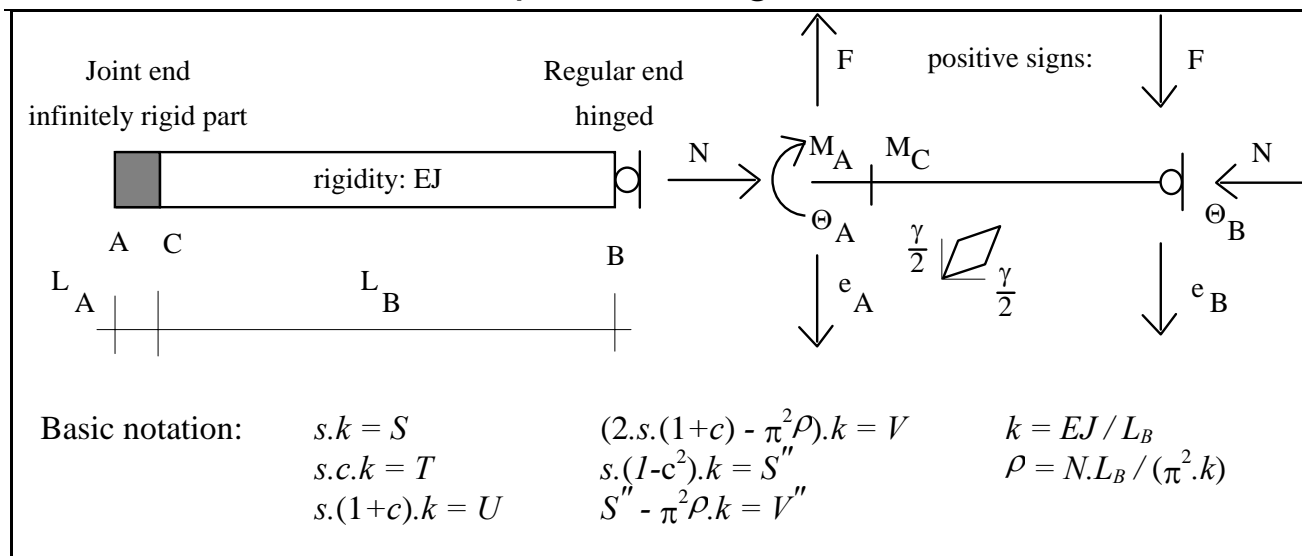 Joint end
infinitely rigid part
Regular end
hinged
rigidity: EJ
A C B
L A L B
positive signs:
F F
N M A M C N
Θ A Θ B
γ 2 γ 2
e A e B
Basic notation: s.k = S (2.s.(1+c) - π²ρ).k = V k = EJ / L_B
s.c.k = T s.(1-c²).k = S″ ρ = N.L_B / (π².k)
s.(1+c).k = U S″ - π²ρ.k = V″